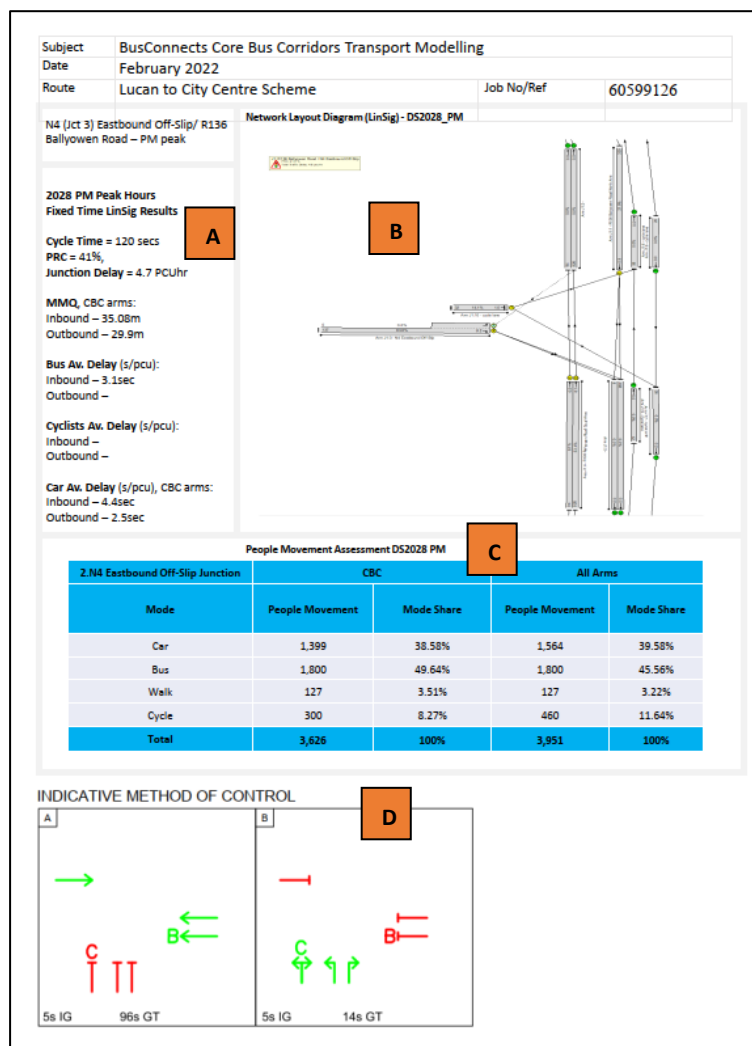 Subject BusConnects Core Bus Corridors Transport Modelling
Date February 2022
Route Lucan to City Centre Scheme Job No/Ref 60599126
N4 (Jct 3) Eastbound Off-Slip/ R136
Ballyowen Road – PM peak
Network Layout Diagram (LinSig) - DS2028_PM
2028 PM Peak Hours
Fixed Time LinSig Results
A
B
Cycle Time = 120 secs
PRC = 41%,
Junction Delay = 4.7 PCUhr
MMQ, CBC arms:
Inbound – 35.08m
Outbound – 29.9m
Bus Av. Delay (s/pcu):
Inbound – 3.1sec
Outbound –
Cyclists Av. Delay (s/pcu):
Inbound –
Outbound –
Car Av. Delay (s/pcu), CBC arms:
Inbound – 4.4sec
Outbound – 2.5sec
People Movement Assessment DS2028 PM
C
2.N4 Eastbound Off-Slip Junction CBC All Arms
Mode People Movement Mode Share People Movement Mode Share
Car 1,399 38.58% 1,564 39.58%
Bus 1,800 49.64% 1,800 45.56%
Walk 127 3.51% 127 3.22%
Cycle 300 8.27% 460 11.64%
Total 3,626 100% 3,951 100%
INDICATIVE METHOD OF CONTROL
D
A
B
C
5s IG 96s GT
B
B
C
5s IG 14s GT